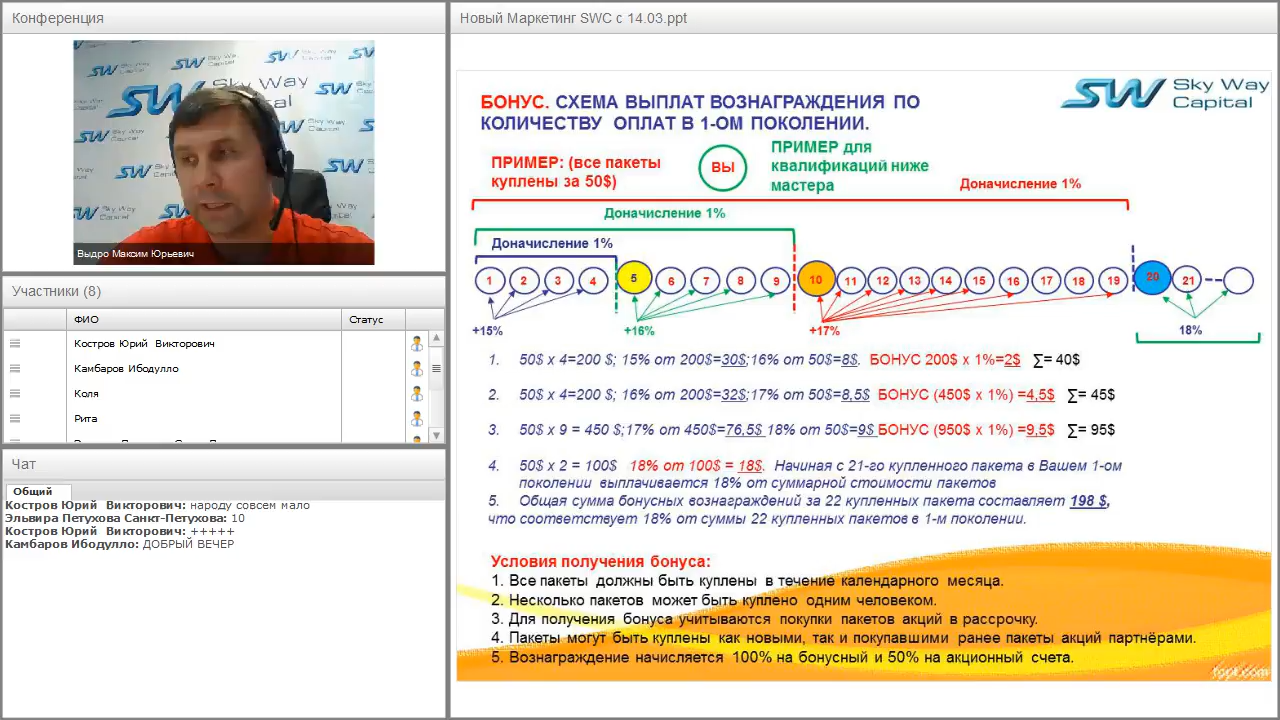 Конференция
Sky Way
Capital
Выдро Максим Юрьевич
Участники (8)
ФИО
Статус
Костров Юрий Викторович
Камбаров Ибодулло
Коля
Рита
Чат
Общий
Костров Юрий Викторович: народу совсем мало
Эльвира Петухова Санкт-Петухова: 10
Костров Юрий Викторович: +++++
Камбаров Ибодулло: ДОБРЫЙ ВЕЧЕР
Новый Маркетинг SWC с 14.03.ppt
SW Sky Way
Capital
БОНУС. СХЕМА ВЫПЛАТ ВОЗНАГРАЖДЕНИЯ ПО
КОЛИЧЕСТВУ ОПЛАТ В 1-ОМ ПОКОЛЕНИИ.
ПРИМЕР: (все пакеты
куплены за 50$)
ВЫ
ПРИМЕР для
квалификаций ниже
мастера
Доначисление 1%
Доначисление 1%
Доначисление 1%
1 2 3 4 5 6 7 8 9 10 11 12 13 14 15 16 17 18 19 20 21
+15% +16% +17% 18%
1. 50$ x 4=200 $; 15% от 200$=30$;16% от 50$=8$. БОНУС 200$ x 1%=2$ ∑= 40$
2. 50$ x 4=200 $; 16% от 200$=32$;17% от 50$=8,5$ БОНУС (450$ x 1%) =4,5$ ∑= 45$
3. 50$ x 9 = 450 $;17% от 450$=76,5$ 18% от 50$=9$ БОНУС (950$ x 1%) =9,5$ ∑= 95$
4. 50$ x 2 = 100$ 18% от 100$ = 18$. Начиная с 21-го купленного пакета в Вашем 1-ом
поколении выплачивается 18% от суммарной стоимости пакетов
5. Общая сумма бонусных вознаграждений за 22 купленных пакета составляет 198 $,
что соответствует 18% от суммы 22 купленных пакетов в 1-м поколении.
Условия получения бонуса:
1. Все пакеты должны быть куплены в течение календарного месяца.
2. Несколько пакетов может быть куплено одним человеком.
3. Для получения бонуса учитываются покупки пакетов акций в рассрочку.
4. Пакеты могут быть куплены как новыми, так и покупавшими ранее пакеты акций партнёрами.
5. Вознаграждение начисляется 100% на бонусный и 50% на акционный счета.
fppt.com